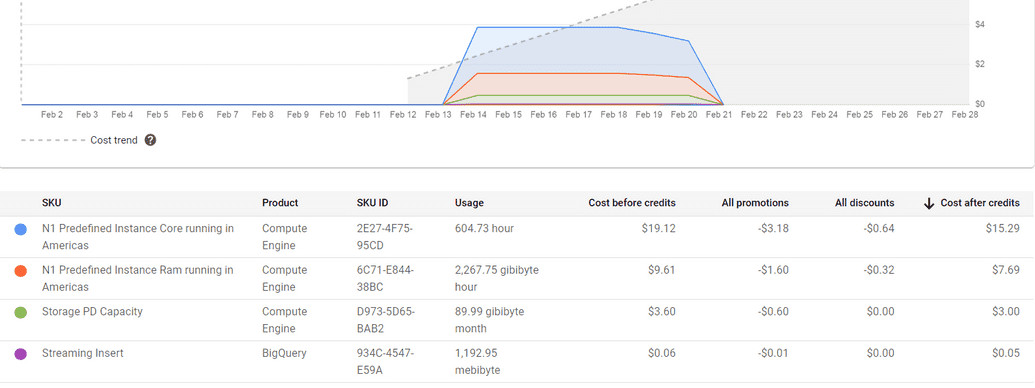 $4
$2
$0
Feb 2 Feb 3 Feb 4 Feb 5 Feb 6 Feb 7 Feb 8 Feb 9 Feb 10 Feb 11 Feb 12 Feb 13 Feb 14 Feb 15 Feb 16 Feb 17 Feb 18 Feb 19 Feb 20 Feb 21 Feb 22 Feb 23 Feb 24 Feb 25 Feb 26 Feb 27 Feb 28
Cost trend ?
SKU Product SKU ID Usage Cost before credits All promotions All discounts Cost after credits
N1 Predefined Instance Core running in Compute 2E27-4F75- 604.73 hour $19.12 -$3.18 -$0.64 $15.29
Americas Engine 95CD
N1 Predefined Instance Ram running in Compute 6C71-E844- 2,267.75 gibibyte $9.61 -$1.60 -$0.32 $7.69
Americas Engine 38BC hour
Storage PD Capacity Compute D973-5D65- 89.99 gibibyte $3.60 -$0.60 $0.00 $3.00
Engine BAB2 month
Streaming Insert BigQuery 934C-4547- 1,192.95 $0.06 -$0.01 $0.00 $0.05
E59A mebibyte